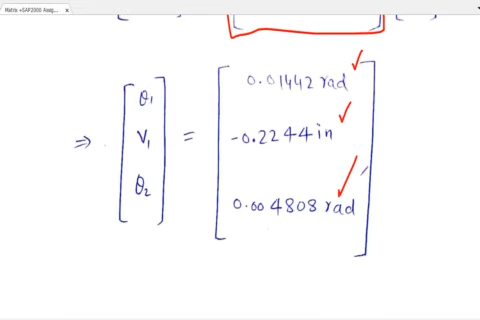 Matrix +SAP2000 Assig...
θ₁ 0.01442 rad
⇒ V₁ = -0.2244 in
θ₂ 0.004808 rad